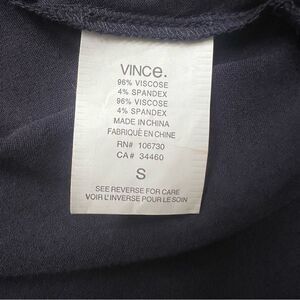 VINCe.
96% VISCOSE
4% SPANDEX
96% VISCOSE
4% SPANDEX
MADE IN CHINA
FABRIQUÉ EN CHINE
RN# 106730
CA# 34460
S
SEE REVERSE FOR CARE
VOIR L'INVERSE POUR LE SOIN